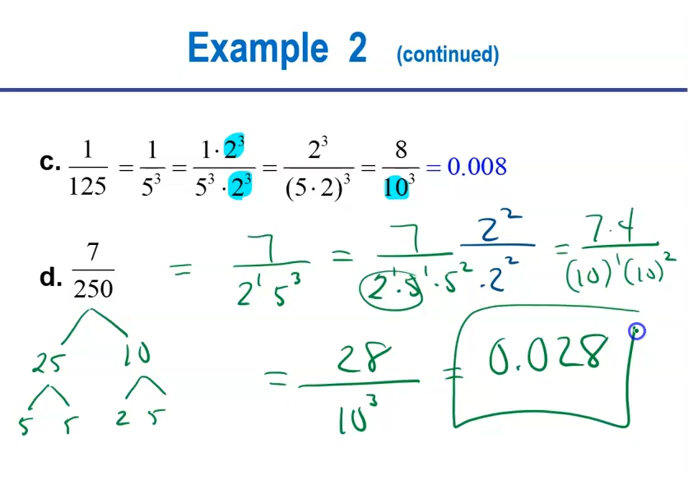 Example 2 (continued)
c. 1/125 = 1/5³ = 1·2³/5³·2³ = 2³/(5·2)³ = 8/10³ = 0.008
d. 7/250 = 7/2¹5³ = 7/2¹·5¹·5² 2²/·2² = 7.4/(10)¹(10)²
25 10
= 28/10³ = 0.028
5 5 2 5